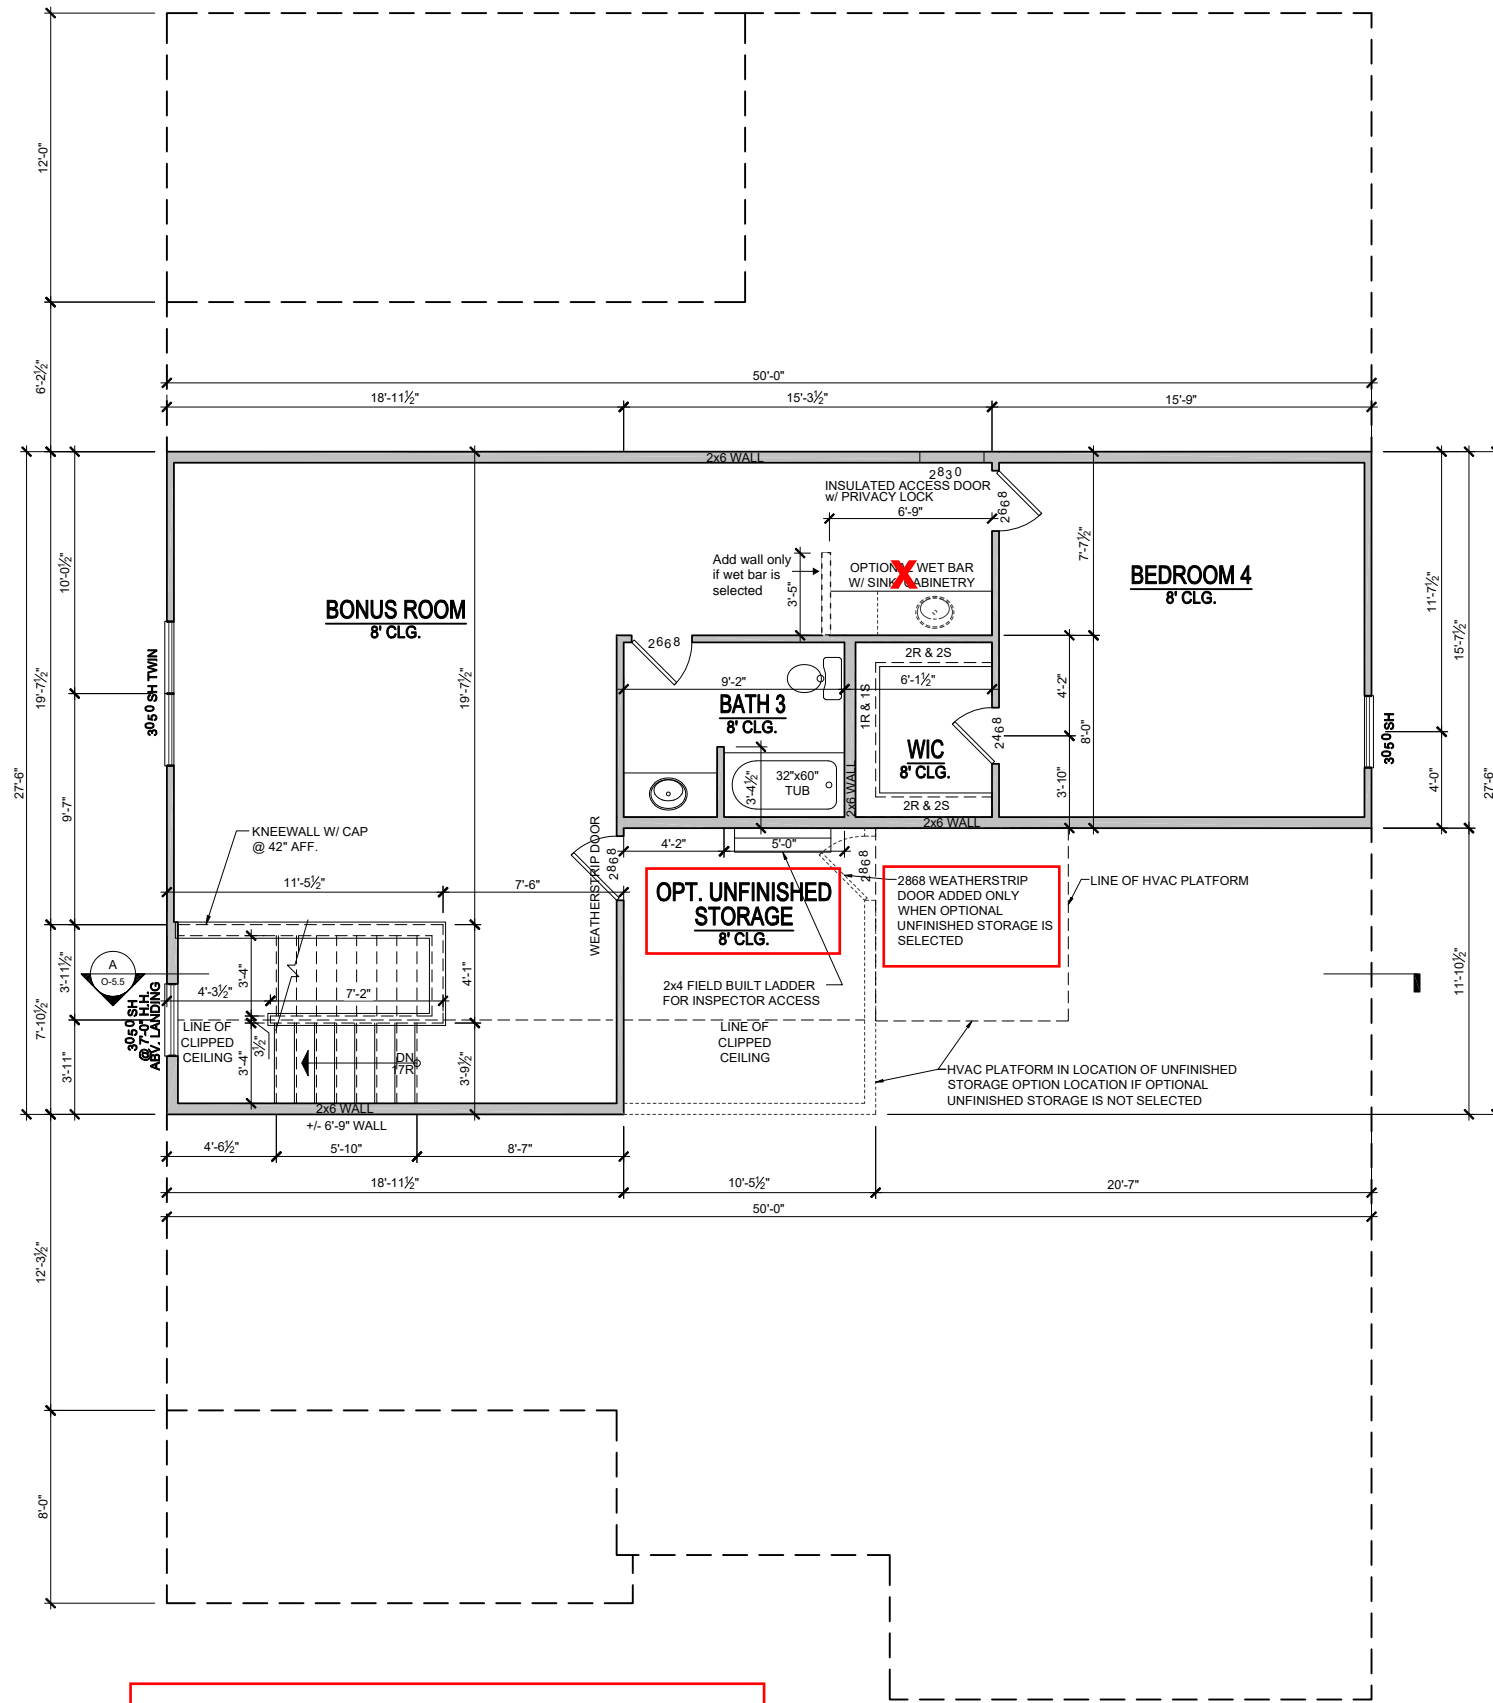 12'-0"
6'-2½"
50'-0"
18'-11½"
15'-3½"
15'-9"
2x6 WALL
2830
INSULATED ACCESS DOOR
w/ PRIVACY LOCK
6'-9"
2668
7'-7½"
10'-0½"
11'-7½"
15'-7½"
Add wall only
if wet bar is
selected
3'-5"
OPTIONAL WET BAR
W/ SINK CABINETRY
X
BEDROOM 4
8' CLG.
BONUS ROOM
8' CLG.
2668
2R & 2S
3050 SH TWIN
19'-7½"
19'-7½"
9'-2"
6'-1½"
1R & 1S
4'-2"
8'-0"
BATH 3
8' CLG.
WIC
8' CLG.
2468
3050 SH
27'-6"
9'-7"
32"x60"
TUB
3'-4½"
2x6 WALL
2R & 2S
3'-10"
4'-0"
27'-6"
2x6 WALL
KNEEWALL W/ CAP
@ 42" AFF.
WEATHERSTRIP DOOR
2868
4'-2"
5'-0"
2868
11'-5½"
7'-6"
OPT. UNFINISHED
STORAGE
8' CLG.
2868 WEATHERSTRIP
DOOR ADDED ONLY
WHEN OPTIONAL
UNFINISHED STORAGE IS
SELECTED
LINE OF HVAC PLATFORM
A
O-5.5
3'-11½"
3'-4"
4'-1"
4'-3½"
7'-2"
2x4 FIELD BUILT LADDER
FOR INSPECTOR ACCESS
11'-10½"
7'-10½"
3050 SH
@ 7'-0" H.H.
ABV. LANDING
LINE OF
CLIPPED
CEILING
3½"
LINE OF
CLIPPED
CEILING
3'-11"
3'-4"
DN
17R
3'-9½"
HVAC PLATFORM IN LOCATION OF UNFINISHED
STORAGE OPTION LOCATION IF OPTIONAL
UNFINISHED STORAGE IS NOT SELECTED
2x6 WALL
+/- 6'-9" WALL
4'-6½"
5'-10"
8'-7"
18'-11½"
10'-5½"
20'-7"
50'-0"
12'-3½"
8'-0"